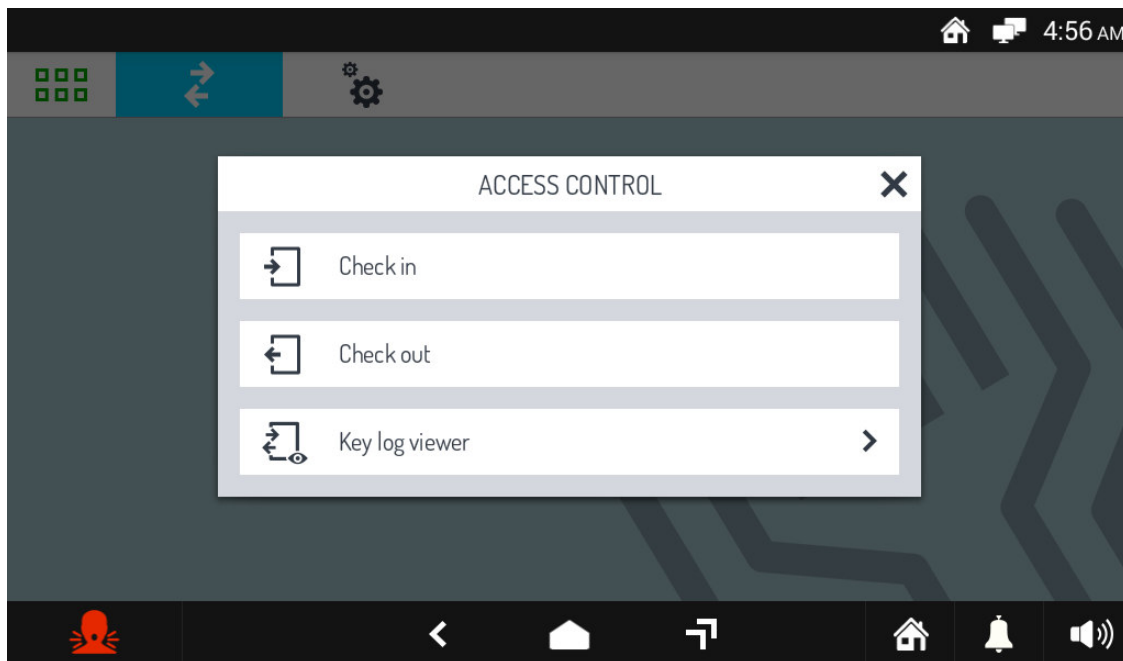 4:56 AM
ACCESS CONTROL
Check in
Check out
Key log viewer